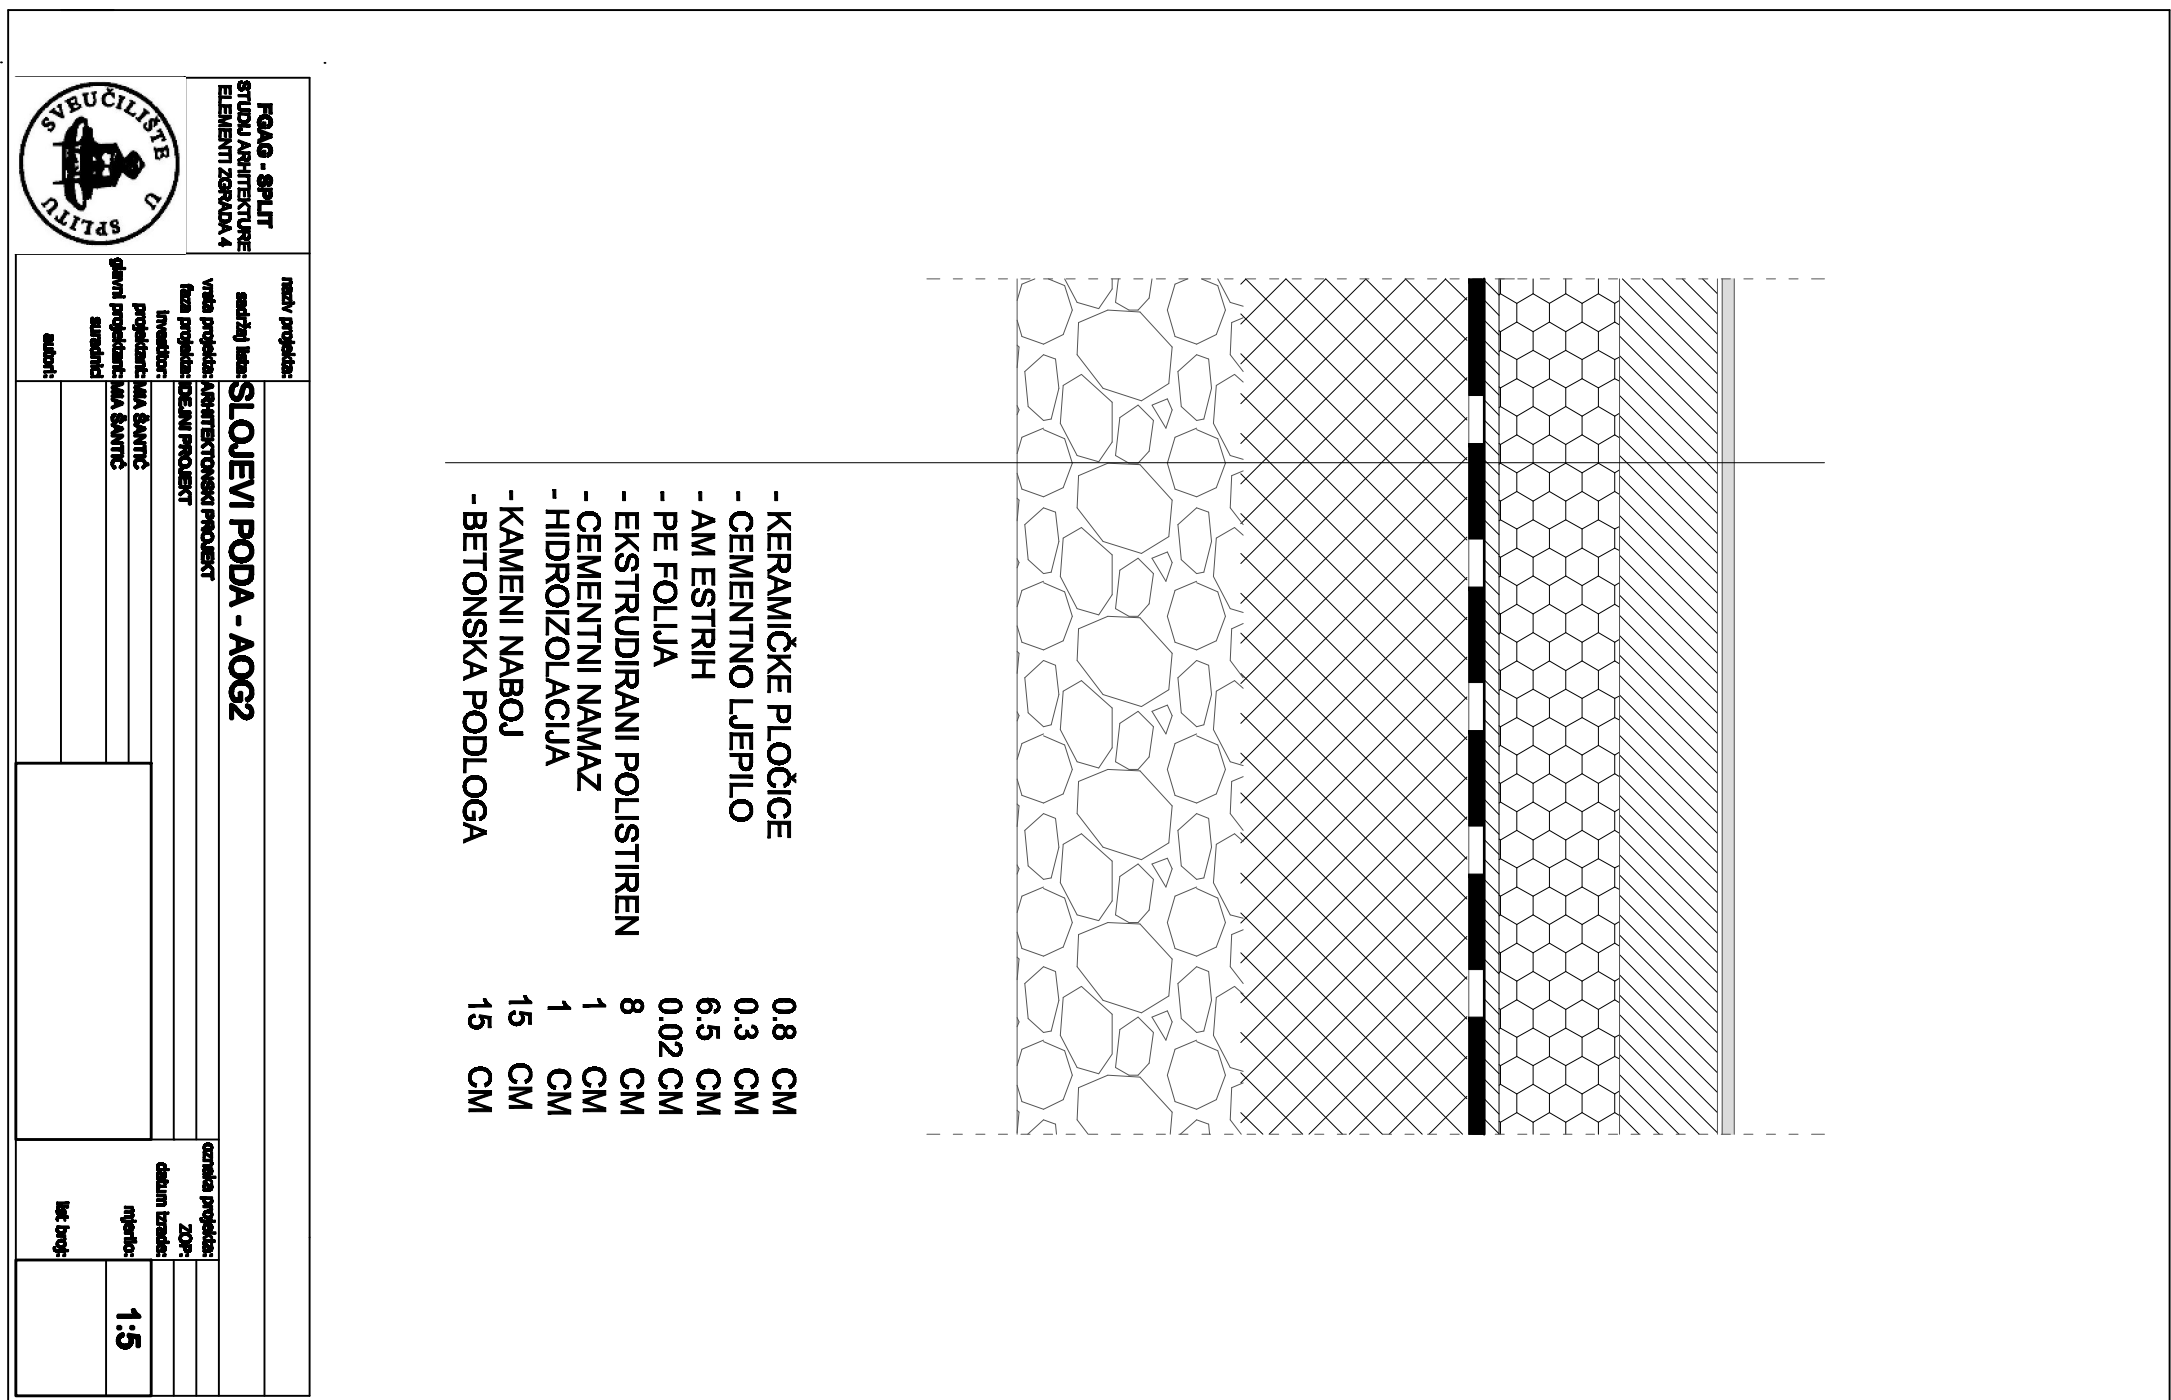 - KERAMIČKE PLOČICE 0.8 CM
- CEMENTNO LJEPILO 0.3 CM
- AM ESTRIH 6.5 CM
- PE FOLIJA 0.02 CM
- EKSTRUDIRANI POLISTIREN 8 CM
- CEMENTNI NAMAZ 1 CM
- HIDROIZOLACIJA 1 CM
- KAMENI NABOJ 15 CM
- BETONSKA PODLOGA 15 CM
FGAG - SPLIT
STUDIJ ARHITEKTURE
ELEMENTI ZGRADA 4
SVEUČILIŠTE U SPLITU
naziv projekta:
sadržaj lista: SLOJEVI PODA - AOG2
vrsta projekta: ARHITEKTONSKI PROJEKT
faza projekta: IDEJNI PROJEKT
investitor:
projektant: MIA ŠANTIĆ
glavni projektant: MIA ŠANTIĆ
suradnici
autori:
oznaka projekta:
ZOP:
datum izrade:
mjerilo: 1:5
list broj: